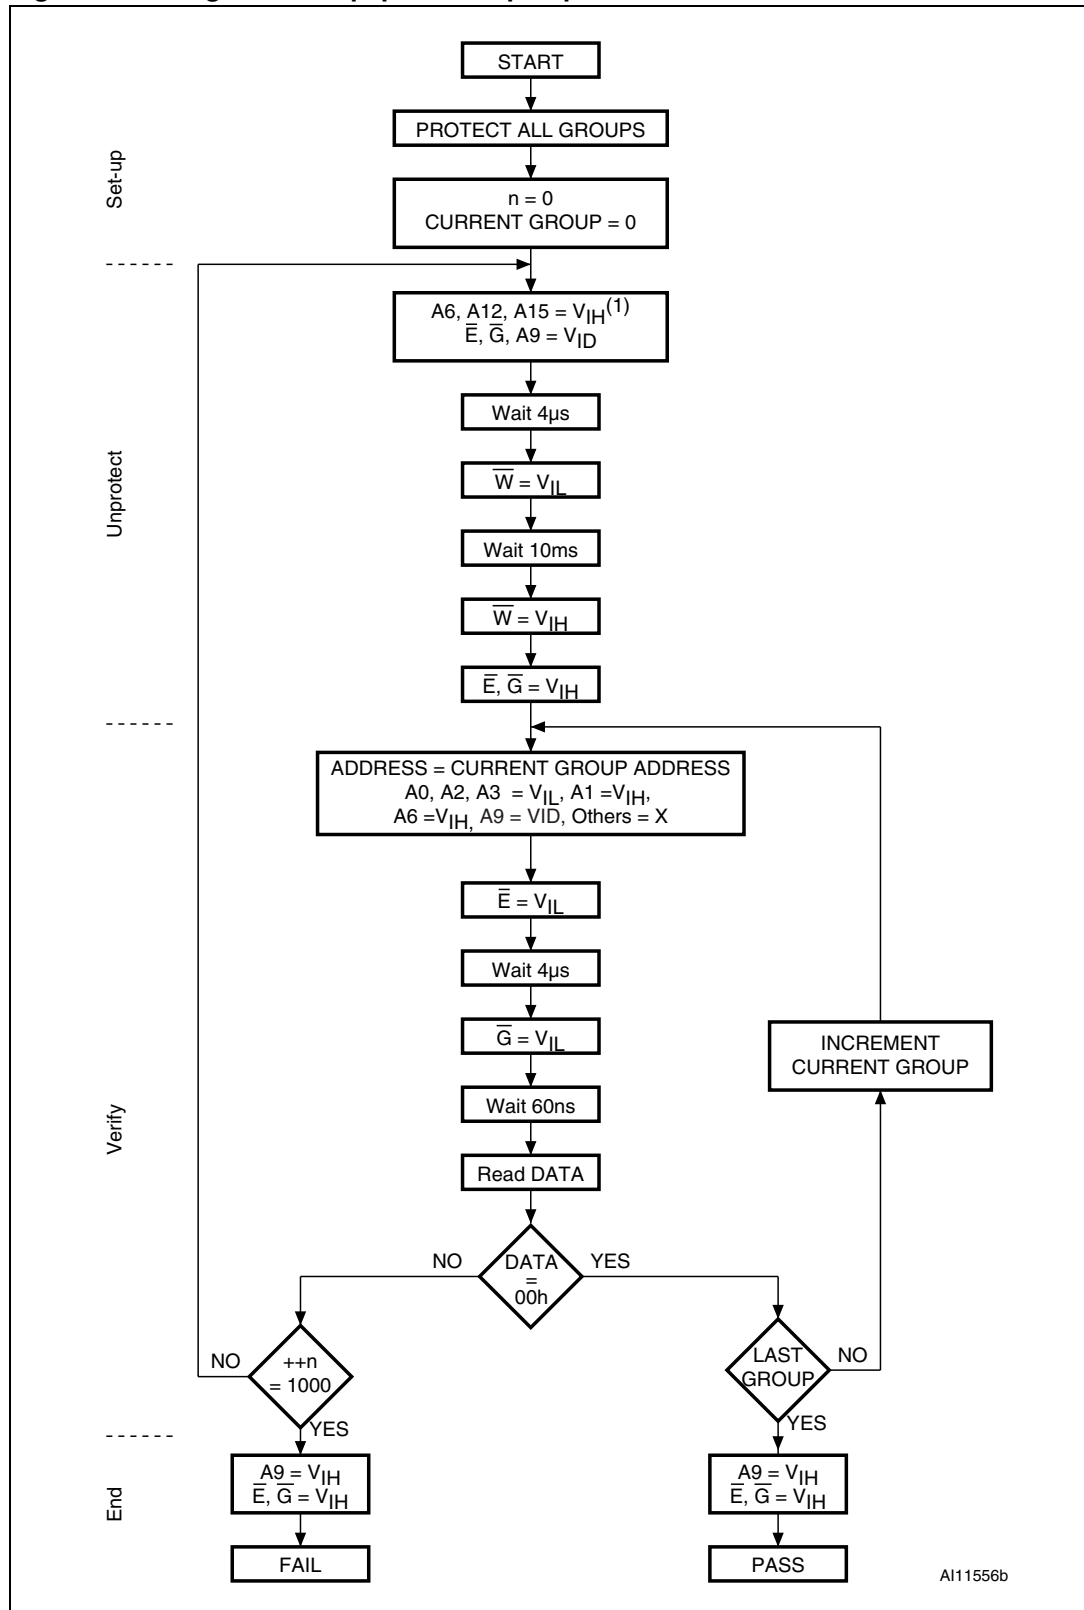 START
PROTECT ALL GROUPS
n = 0
CURRENT GROUP = 0
Set-up
A6, A12, A15 = VIH(1)
E̅, G̅, A9 = VID
Wait 4µs
W̅ = VIL
Unprotect
Wait 10ms
W̅ = VIH
E̅, G̅ = VIH
ADDRESS = CURRENT GROUP ADDRESS
A0, A2, A3 = VIL, A1 =VIH,
A6 =VIH, A9 = VID, Others = X
E̅ = VIL
Wait 4µs
G̅ = VIL
INCREMENT
CURRENT GROUP
Wait 60ns
Verify
Read DATA
NO
DATA
=
00h
YES
NO
++n
= 1000
LAST
GROUP
NO
YES
YES
End
A9 = VIH
E̅, G̅ = VIH
A9 = VIH
E̅, G̅ = VIH
FAIL
PASS
AI11556b